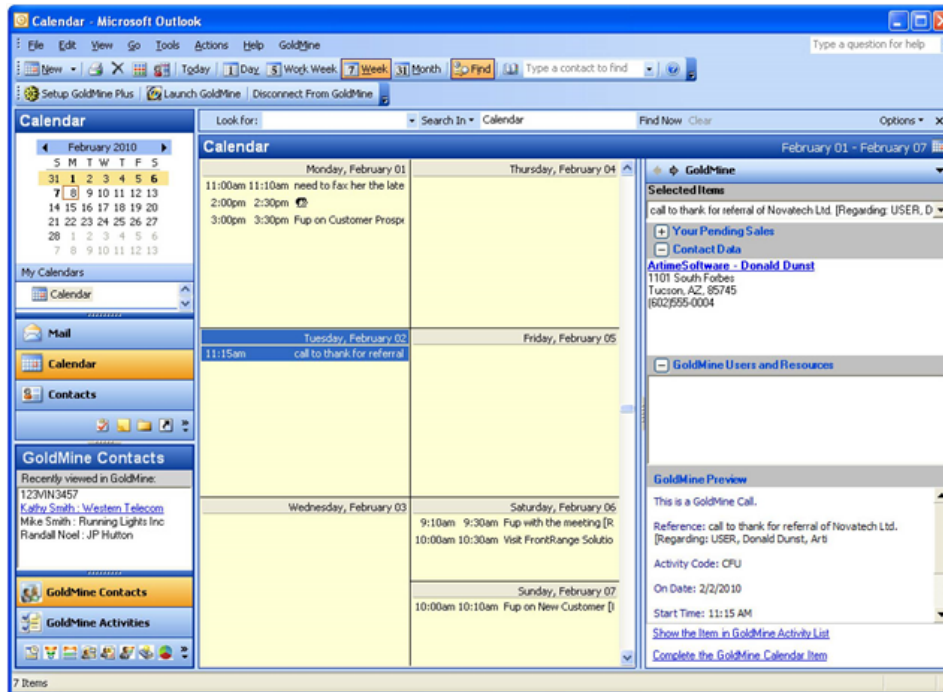 Calendar - Microsoft Outlook
File Edit View Go Tools Actions Help GoldMine
Type a question for help
New Today 1 Day 5 Work Week 7 Week 31 Month Find Type a contact to find
Setup GoldMine Plus Launch GoldMine Disconnect From GoldMine
Calendar
Look for: Search In Calendar Find Now Clear Options
February 2010
S M T W T F S
31 1 2 3 4 5 6
7 8 9 10 11 12 13
14 15 16 17 18 19 20
21 22 23 24 25 26 27
28 1 2 3 4 5 6
7 8 9 10 11 12 13
My Calendars
Calendar
Mail
Calendar
Contacts
GoldMine Contacts
Recently viewed in GoldMine:
123VIN3457
Kathy Smith : Western Telecom
Mike Smith : Running Lights Inc
Randall Noel : JP Hutton
GoldMine Contacts
GoldMine Activities
Calendar
February 01 - February 07
Monday, February 01
11:00am 11:10am need to fax her the late
2:00pm 2:30pm
3:00pm 3:30pm Fup on Customer Prospe
Tuesday, February 02
11:15am call to thank for referral
Wednesday, February 03
Thursday, February 04
Friday, February 05
Saturday, February 06
9:10am 9:30am Fup with the meeting [R
10:00am 10:30am Visit FrontRange Solutio
Sunday, February 07
10:00am 10:10am Fup on New Customer [
GoldMine
Selected Items
call to thank for referral of Novatech Ltd. [Regarding: USER, D
Your Pending Sales
Contact Data
ArtimeSoftware - Donald Dunst
1101 South Forbes
Tucson, AZ, 85745
(602)555-0004
GoldMine Users and Resources
GoldMine Preview
This is a GoldMine Call.
Reference: call to thank for referral of Novatech Ltd.
[Regarding: USER, Donald Dunst, Arti
Activity Code: CFU
On Date: 2/2/2010
Start Time: 11:15 AM
Show the Item in GoldMine Activity List
Complete the GoldMine Calendar Item
7 Items